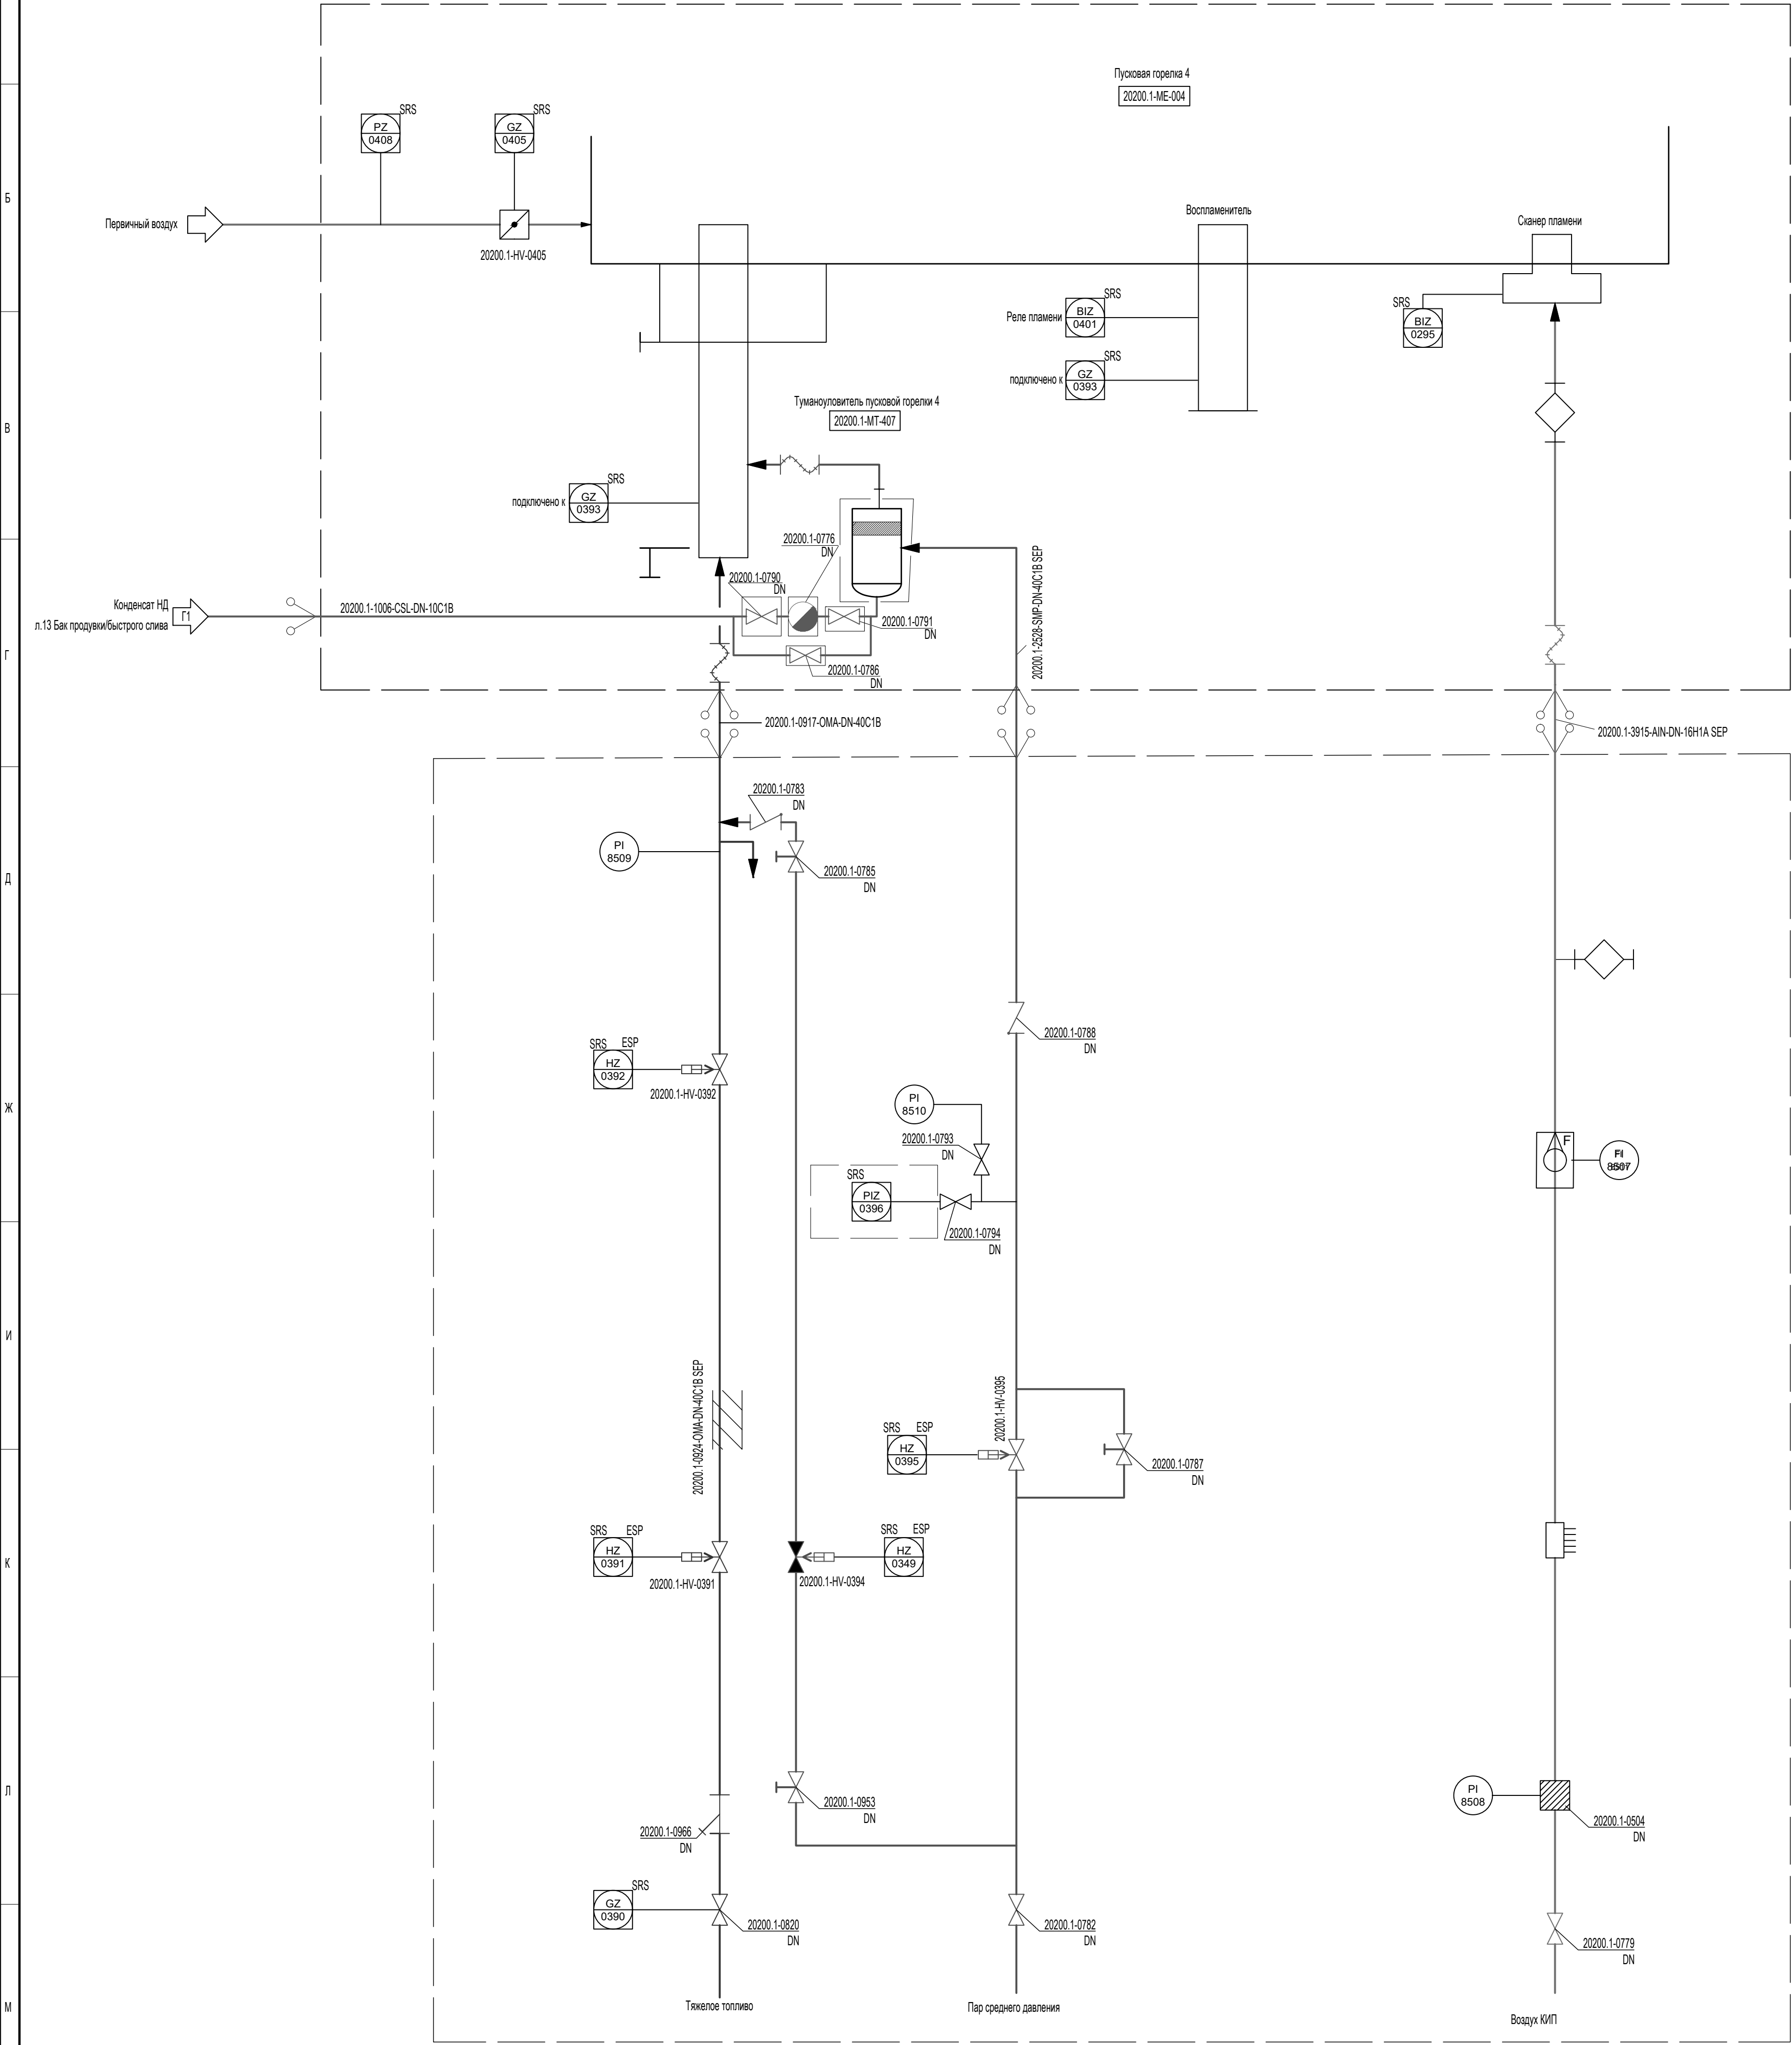 Пусковая горелка 4
20200.1-ME-004
SRS
PZ
0408
SRS
GZ
0405
Б
Первичный воздух
20200.1-HV-0405
Воспламенитель
Сканер пламени
SRS
Реле пламени
BIZ
0401
SRS
BIZ
0295
SRS
подключено к
GZ
0393
Туманоуловитель пусковой горелки 4
20200.1-MT-407
В
SRS
подключено к
GZ
0393
20200.1-0776
DN
20200.1-0790
DN
20200.1-2528-SMP-DN-40C1B SEP
Конденсат НД
л.13 Бак продувки/быстрого слива
Г1
20200.1-1006-CSL-DN-10C1B
20200.1-0791
DN
Г
20200.1-0786
DN
20200.1-0917-OMA-DN-40C1B
20200.1-3915-AIN-DN-16H1A SEP
20200.1-0783
DN
PI
8509
20200.1-0785
DN
Д
20200.1-0788
DN
SRS ESP
HZ
0392
20200.1-HV-0392
PI
8510
Ж
20200.1-0793
DN
F
FI
8507
SRS
PIZ
0396
20200.1-0794
DN
И
20200.1-0924-OMA-DN-40C1B SEP
20200.1-HV-0395
SRS ESP
HZ
0395
20200.1-0787
DN
SRS ESP
HZ
0391
20200.1-HV-0391
SRS ESP
HZ
0349
20200.1-HV-0394
К
Л
PI
8508
20200.1-0953
DN
20200.1-0504
DN
20200.1-0966
DN
SRS
GZ
0390
20200.1-0820
DN
20200.1-0782
DN
20200.1-0779
DN
М
Тяжелое топливо
Пар среднего давления
Воздух КИП